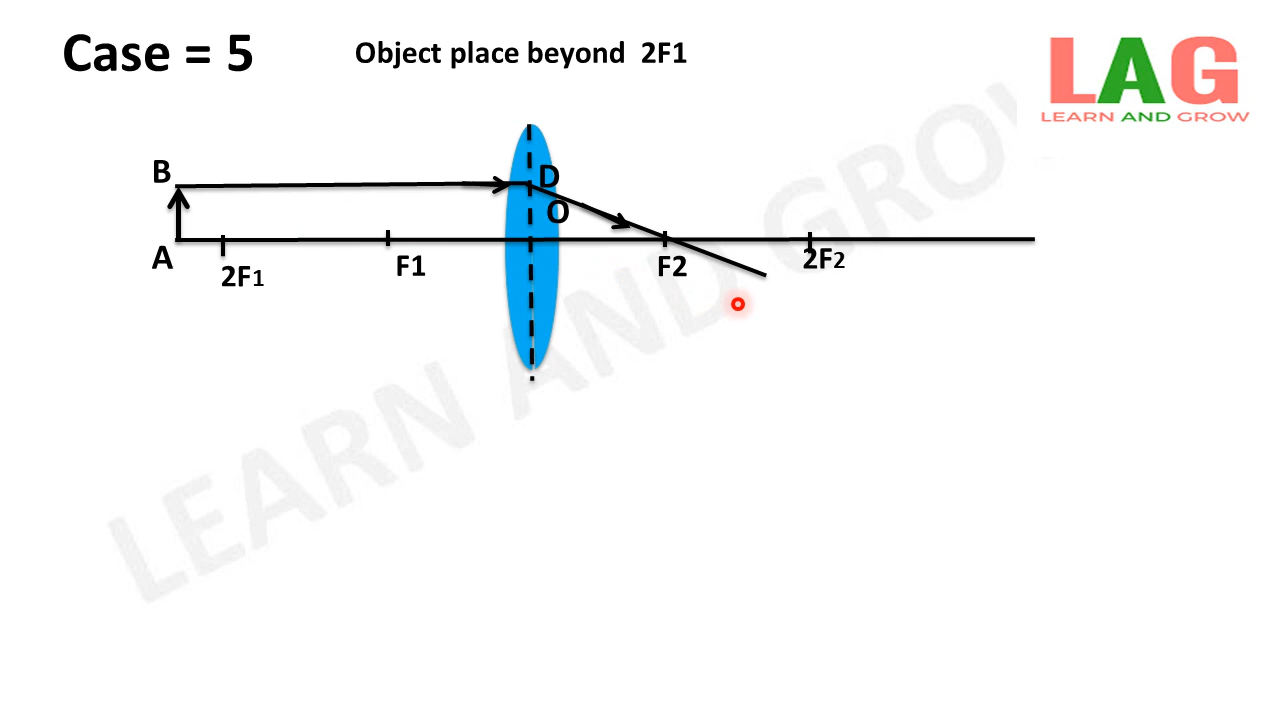 Case = 5
Object place beyond 2F1
LAG
LEARN AND GROW
B
D
O
A
2F1
F1
F2
2F2
LEARN AND GROW